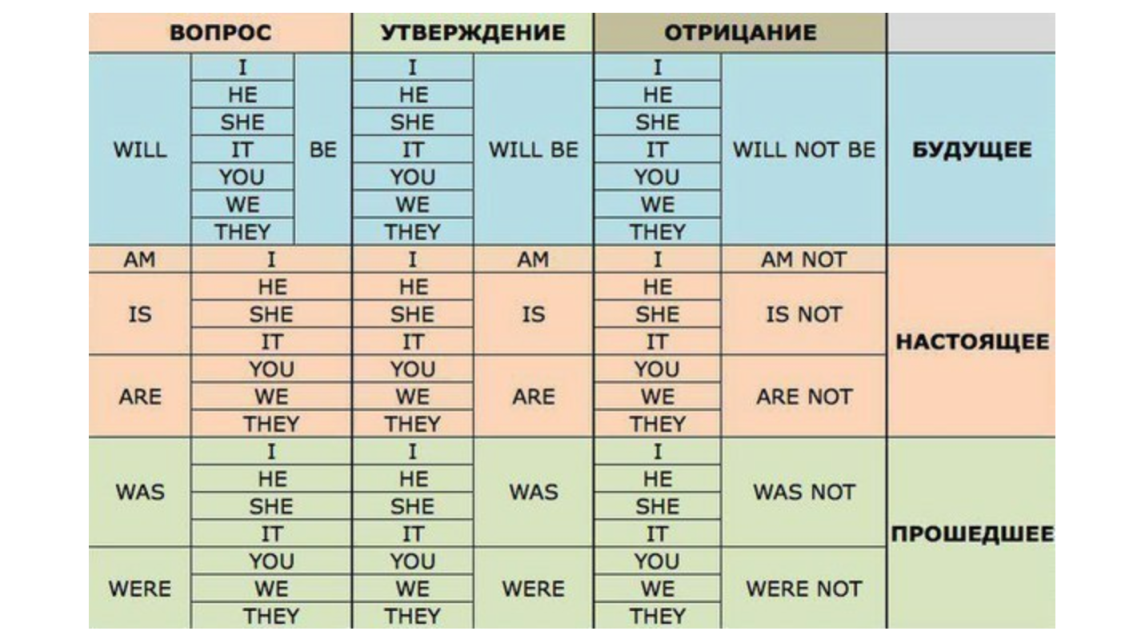 ВОПРОС УТВЕРЖДЕНИЕ ОТРИЦАНИЕ
I I I
HE HE HE
SHE SHE SHE
WILL IT BE IT WILL BE IT WILL NOT BE БУДУЩЕЕ
YOU YOU YOU
WE WE WE
THEY THEY THEY
AM I I AM I AM NOT
HE HE HE
IS SHE SHE IS SHE IS NOT
IT IT IT НАСТОЯЩЕЕ
YOU YOU YOU
ARE WE WE ARE WE ARE NOT
THEY THEY THEY
I I I
HE HE HE
WAS SHE SHE WAS SHE WAS NOT
IT IT IT ПРОШЕДШЕЕ
YOU YOU YOU
WERE WE WE WERE WE WERE NOT
THEY THEY THEY